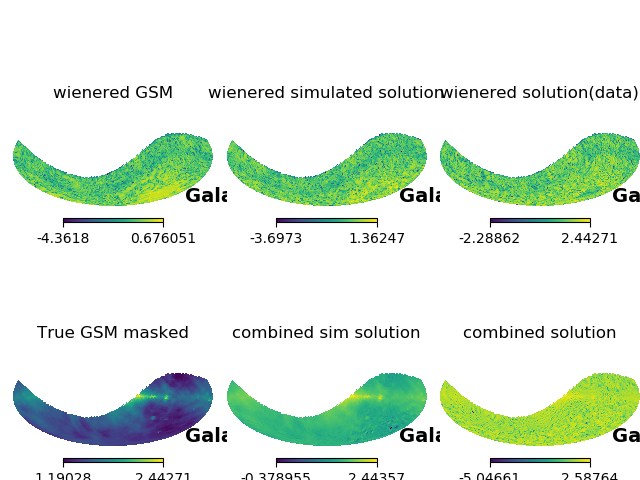 wienered GSM
wienered simulated solution
wienered solution(data)
Gala
Gala
Ga
-4.3618 0.676051
-3.6973 1.36247
-2.28862 2.44271
True GSM masked
combined sim solution
combined solution
Gala
Gala
Ga
1.19028 2.44271
-0.378955 2.44357
-5.04661 2.58764